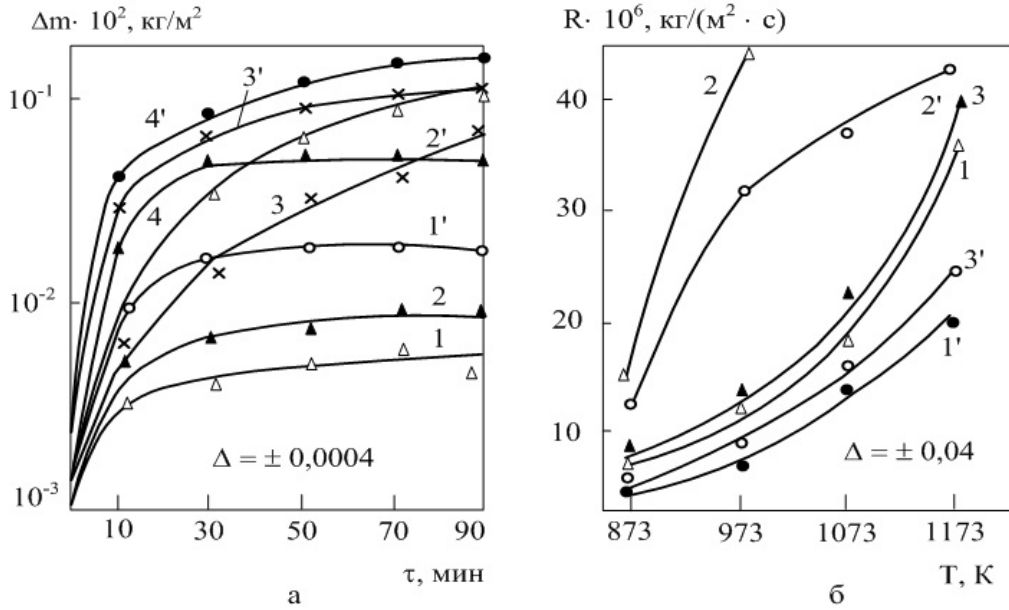 Δm· 10², кг/м²
10⁻¹
10⁻²
10⁻³
4'
3'
2'
4
3
1'
2
1
Δ = ± 0,0004
10 30 50 70 90
τ, мин
а
R· 10⁶, кг/(м² · с)
40
30
20
10
2
2'
3
1
3'
1'
Δ = ± 0,04
873 973 1073 1173
T, К
б